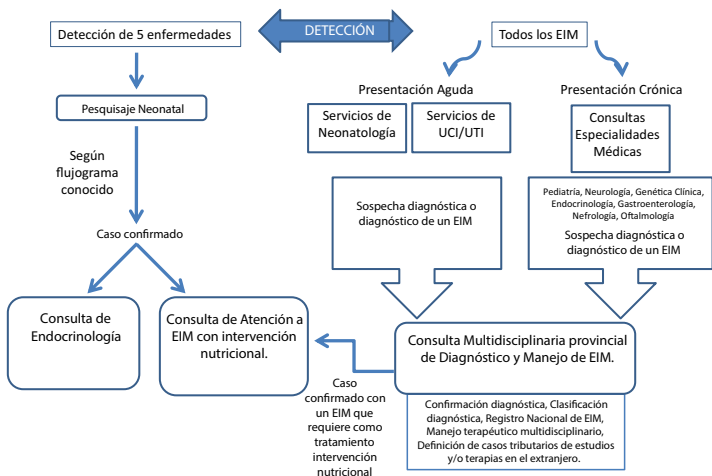 Detección de 5 enfermedades
DETECCIÓN
Todos los EIM
Pesquisaje Neonatal
Según
flujograma
conocido
Caso confirmado
Consulta de
Endocrinología
Consulta de Atención a
EIM con intervención
nutricional.
Presentación Aguda
Servicios de
Neonatología
Servicios de
UCI/UTI
Sospecha diagnóstica o
diagnóstico de un EIM
Presentación Crónica
Consultas
Especialidades
Médicas
Pediatría, Neurología, Genética Clínica,
Endocrinología, Gastroenterología,
Nefrología, Oftalmología
Sospecha diagnóstica o
diagnóstico de un EIM
Consulta Multidisciplinaria provincial
de Diagnóstico y Manejo de EIM.
Confirmación diagnóstica, Clasificación
diagnóstica, Registro Nacional de EIM,
Manejo terapéutico multidisciplinario,
Definición de casos tributarios de estudios
y/o terapias en el extranjero.
Caso
confirmado con
un EIM que
requiere como
tratamiento
intervención
nutricional